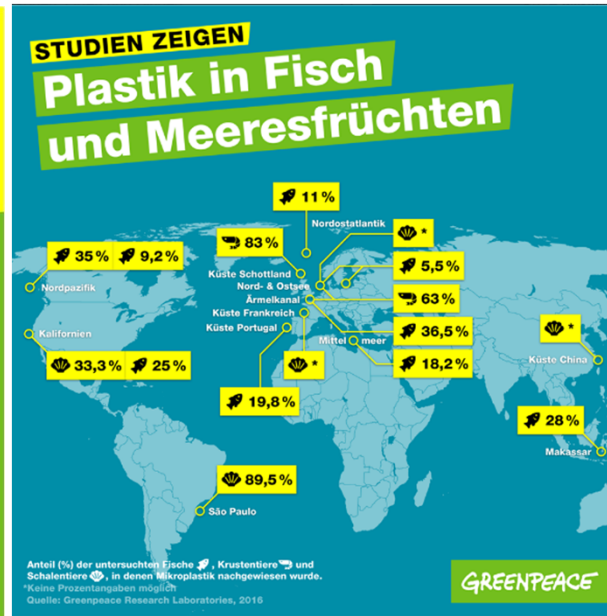 STUDIEN ZEIGEN
Plastik in Fisch
und Meeresfrüchten
11 %
Nordostatlantik
*
83 %
35 %
9,2 %
Küste Schottland
5,5 %
Nordpazifik
Nord- & Ostsee
63 %
Ärmelkanal
Küste Frankreich
36,5 %
*
Kalifornien
Küste Portugal
Mittel meer
Küste China
33,3 %
25 %
*
18,2 %
19,8 %
28 %
Makassar
89,5 %
São Paulo
Anteil (%) der untersuchten Fische , Krustentiere und
Schalentiere , in denen Mikroplastik nachgewiesen wurde.
*Keine Prozentangaben möglich
Quelle: Greenpeace Research Laboratories, 2016
GREENPEACE